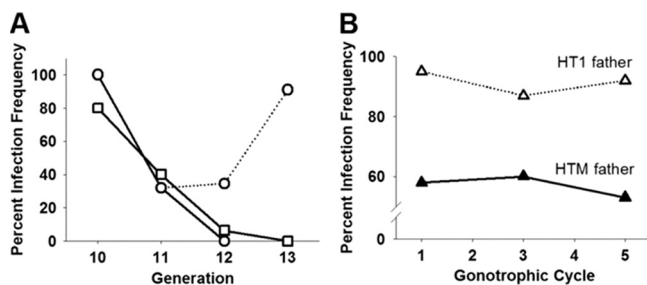 A
Percent Infection Frequency
100
80
60
40
20
0
10 11 12 13
Generation
B
Percent Infection Frequency
100
80
60
0
HT1 father
HTM father
1 2 3 4 5
Gonotrophic Cycle